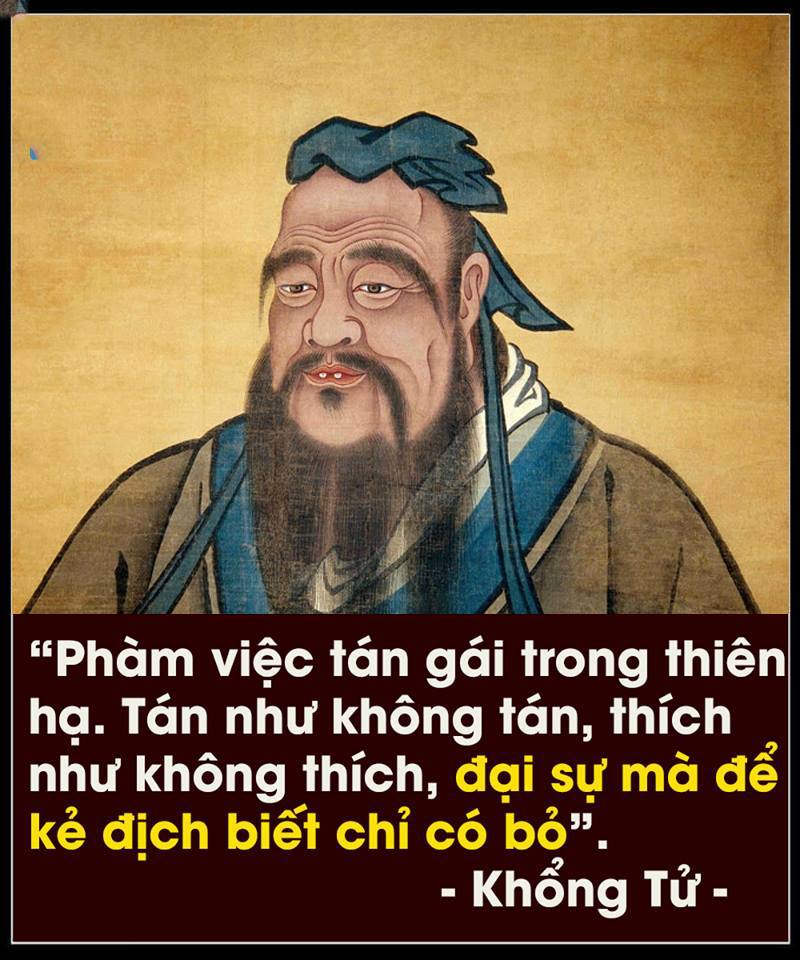 “Phàm việc tán gái trong thiên
hạ. Tán như không tán, thích
như không thích, đại sự mà để
kẻ địch biết chỉ có bỏ”.
- Khổng Tử -